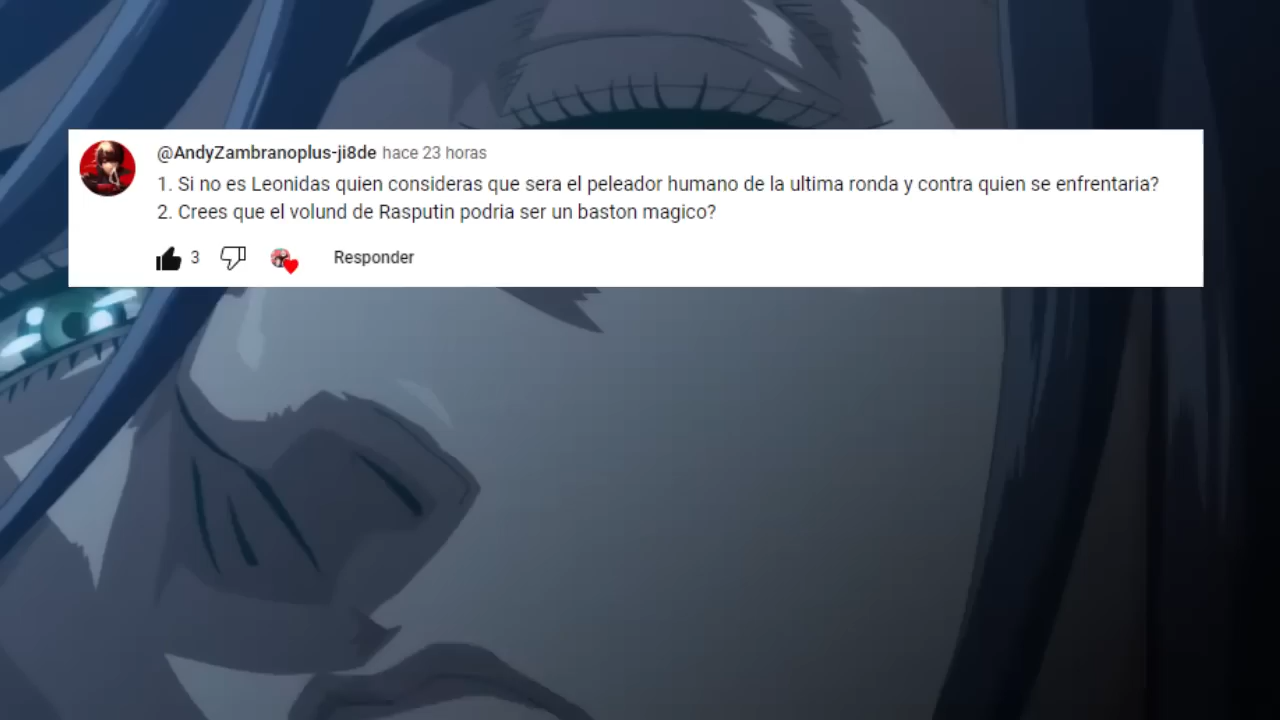 @AndyZambranoplus-ji8de hace 23 horas
1. Si no es Leonidas quien consideras que sera el peleador humano de la ultima ronda y contra quien se enfrentaria?
2. Crees que el volund de Rasputin podria ser un baston magico?
3 Responder